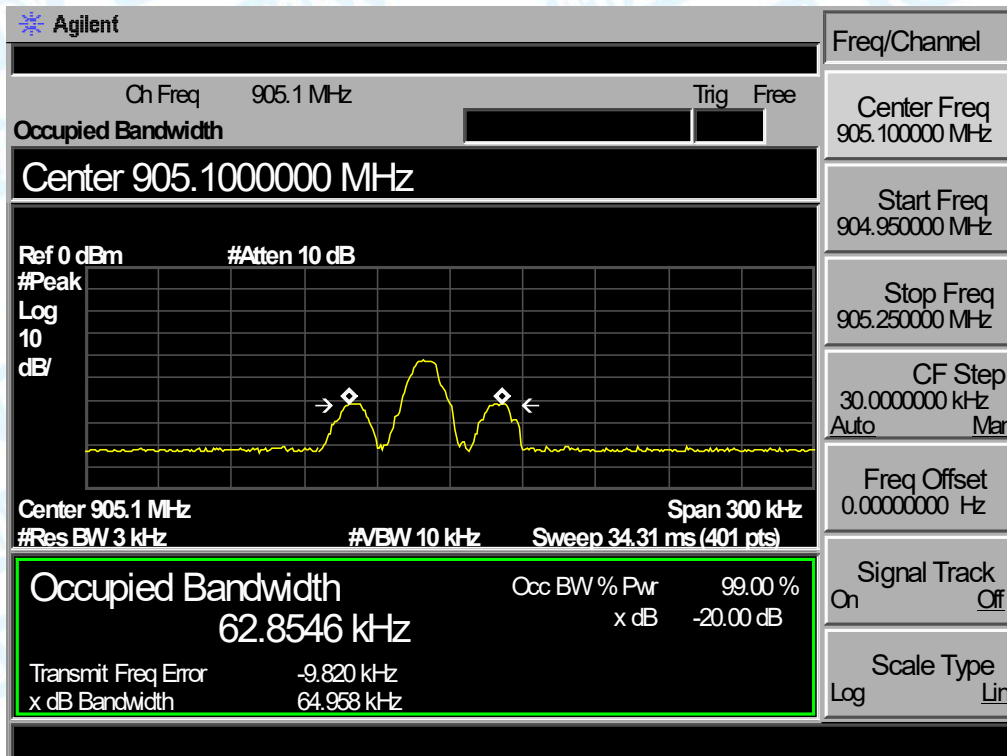 Agilent
Ch Freq 905.1 MHz Trig Free
Occupied Bandwidth
Center 905.1000000 MHz
Ref 0 dBm #Atten 10 dB
#Peak
Log
10
dB/
Center 905.1 MHz Span 300 kHz
#Res BW 3 kHz #VBW 10 kHz Sweep 34.31 ms (401 pts)
Occupied Bandwidth
62.8546 kHz
Occ BW % Pwr 99.00 %
x dB -20.00 dB
Transmit Freq Error -9.820 kHz
x dB Bandwidth 64.958 kHz
Freq/Channel
Center Freq
905.100000 MHz
Start Freq
904.950000 MHz
Stop Freq
905.250000 MHz
CF Step
30.0000000 kHz
Auto Man
Freq Offset
0.00000000 Hz
Signal Track
On Off
Scale Type
Log Lin